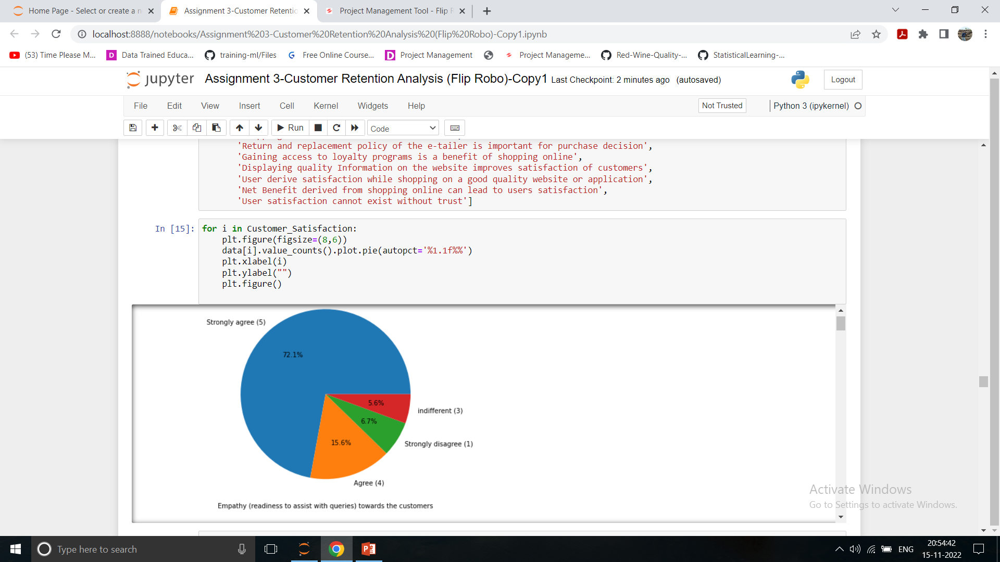 Home Page - Select or create a n
Assignment 3-Customer Retentic
Project Management Tool - Flip R
localhost:8888/notebooks/Assignment%203-Customer%20Retention%20Analysis%20(Flip%20Robo)-Copy1.ipynb
(53) Time Please M...
Data Trained Educa...
training-ml/Files
Free Online Course...
Project Management
Project Manageme...
Red-Wine-Quality-...
StatisticalLearning-...
jupyter Assignment 3-Customer Retention Analysis (Flip Robo)-Copy1 Last Checkpoint: 2 minutes ago (autosaved)
Logout
File Edit View Insert Cell Kernel Widgets Help
Not Trusted
Python 3 (ipykernel)
Run
Code
'Return and replacement policy of the e-tailer is important for purchase decision',
'Gaining access to loyalty programs is a benefit of shopping online',
'Displaying quality Information on the website improves satisfaction of customers',
'User derive satisfaction while shopping on a good quality website or application',
'Net Benefit derived from shopping online can lead to users satisfaction',
'User satisfaction cannot exist without trust']
In [15]: for i in Customer_Satisfaction:
plt.figure(figsize=(8,6))
data[i].value_counts().plot.pie(autopct='%1.1f%%')
plt.xlabel(i)
plt.ylabel("")
plt.figure()
Strongly agree (5)
72.1%
5.6%
indifferent (3)
6.7%
15.6%
Strongly disagree (1)
Agree (4)
Empathy (readiness to assist with queries) towards the customers
Activate Windows
Go to Settings to activate Windows.
Type here to search
ENG
20:54:42
15-11-2022